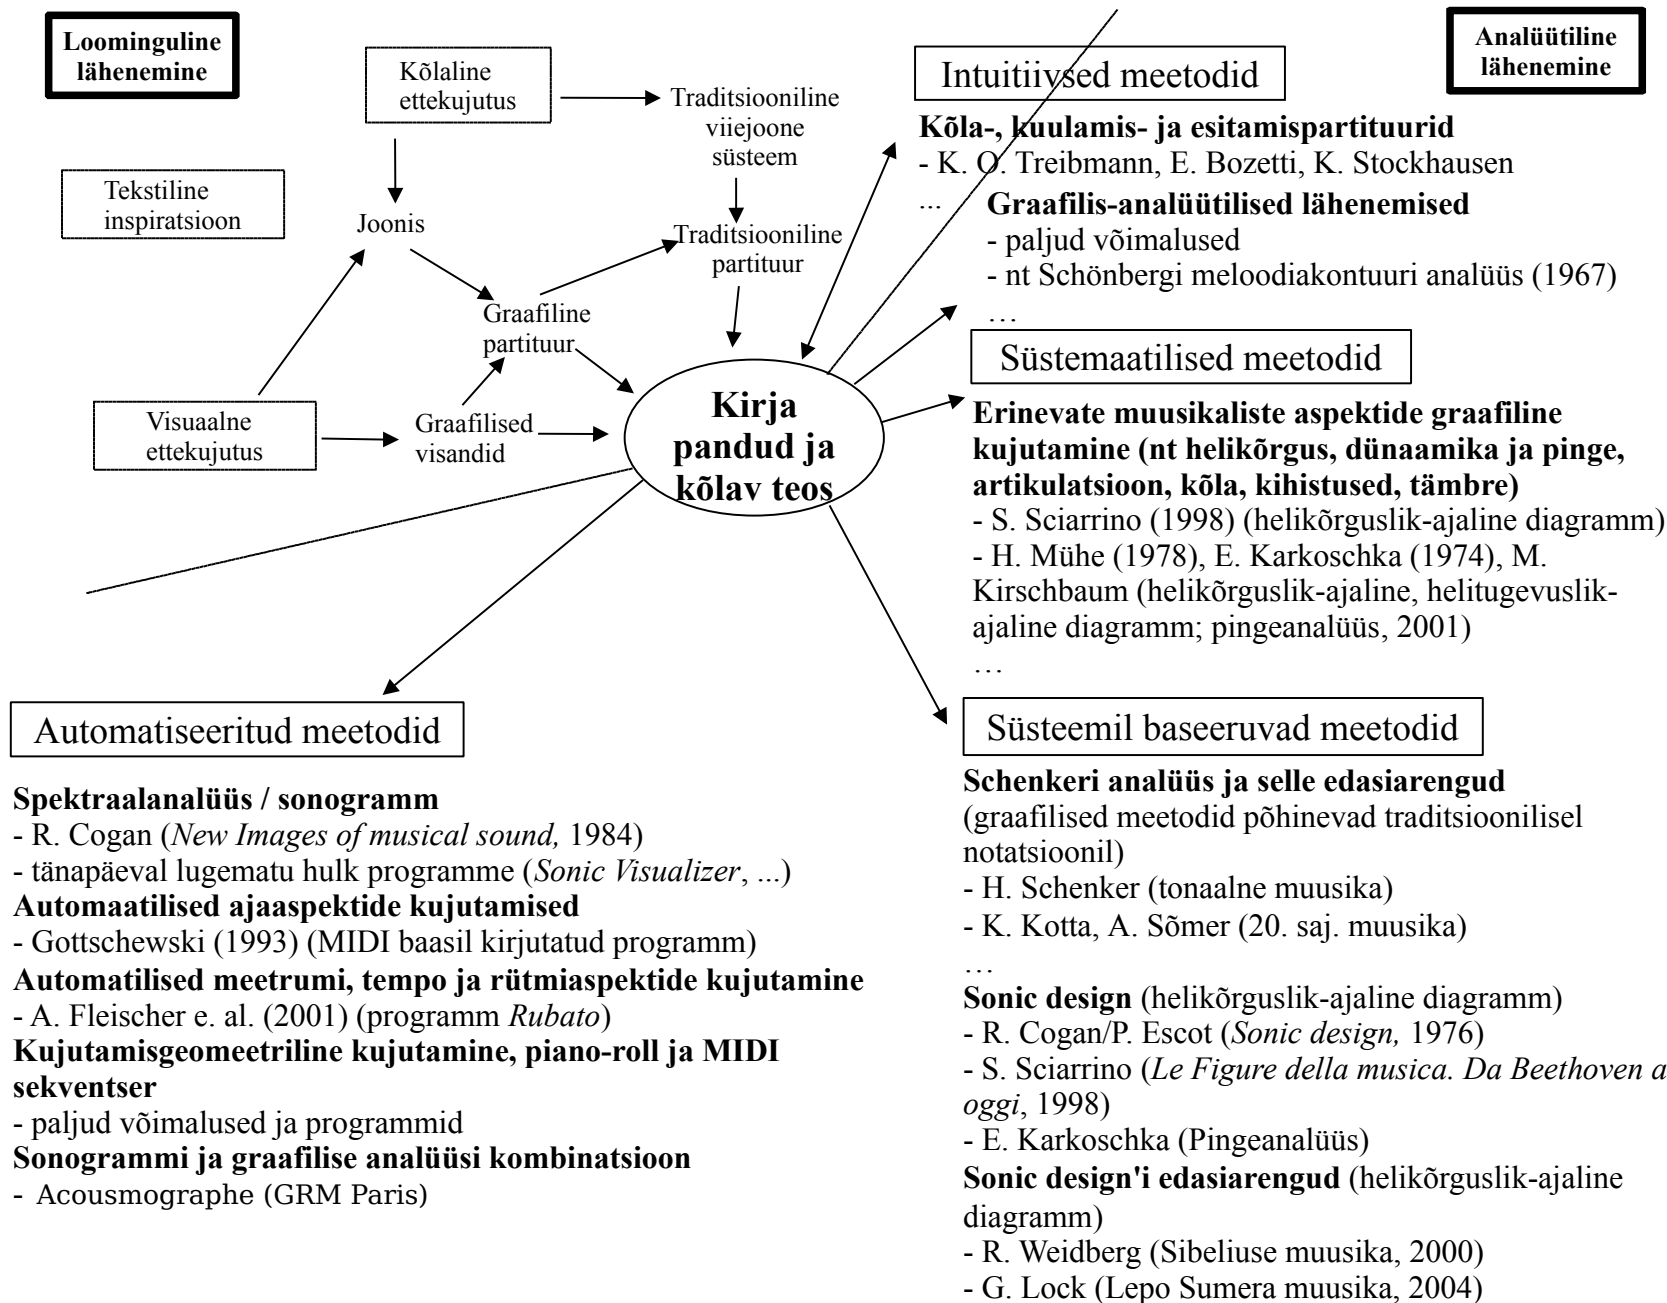 Loominguline
lähenemine
Kõlaline
ettekujutus
Traditsiooniline
viiejoone
süsteem
Tekstiline
inspiratsioon
Joonis
Traditsiooniline
partituur
Graafiline
partituur
Visuaalne
ettekujutus
Graafilised
visandid
Kirja
pandud ja
kõlav teos
Analüütiline
lähenemine
Intuitiivsed meetodid
Kõla-, kuulamis- ja esitamispartituurid
- K. O. Treibmann, E. Bozetti, K. Stockhausen
...
Graafilis-analüütilised lähenemised
- paljud võimalused
- nt Schönbergi meloodiakontuuri analüüs (1967)
…
Süstemaatilised meetodid
Erinevate muusikaliste aspektide graafiline
kujutamine (nt helikõrgus, dünaamika ja pinge,
artikulatsioon, kõla, kihistused, tämbre)
- S. Sciarrino (1998) (helikõrguslik-ajaline diagramm)
- H. Mühe (1978), E. Karkoschka (1974), M.
Kirschbaum (helikõrguslik-ajaline, helitugevuslik-
ajaline diagramm; pingeanalüüs, 2001)
…
Automatiseeritud meetodid
Spektraalanalüüs / sonogramm
- R. Cogan (New Images of musical sound, 1984)
- tänapäeval lugematu hulk programme (Sonic Visualizer, ...)
Automaatilised ajaaspektide kujutamised
- Gottschewski (1993) (MIDI baasil kirjutatud programm)
Automatilised meetrumi, tempo ja rütmiaspektide kujutamine
- A. Fleischer e. al. (2001) (programm Rubato)
Kujutamisgeomeetriline kujutamine, piano-roll ja MIDI
sekventser
- paljud võimalused ja programmid
Sonogrammi ja graafilise analüüsi kombinatsioon
- Acousmographe (GRM Paris)
Süsteemil baseeruvad meetodid
Schenkeri analüüs ja selle edasiarengud
(graafilised meetodid põhinevad traditsioonilisel
notatsioonil)
- H. Schenker (tonaalne muusika)
- K. Kotta, A. Sõmer (20. saj. muusika)
…
Sonic design (helikõrguslik-ajaline diagramm)
- R. Cogan/P. Escot (Sonic design, 1976)
- S. Sciarrino (Le Figure della musica. Da Beethoven a
oggi, 1998)
- E. Karkoschka (Pingeanalüüs)
Sonic design'i edasiarengud (helikõrguslik-ajaline
diagramm)
- R. Weidberg (Sibeliuse muusika, 2000)
- G. Lock (Lepo Sumera muusika, 2004)